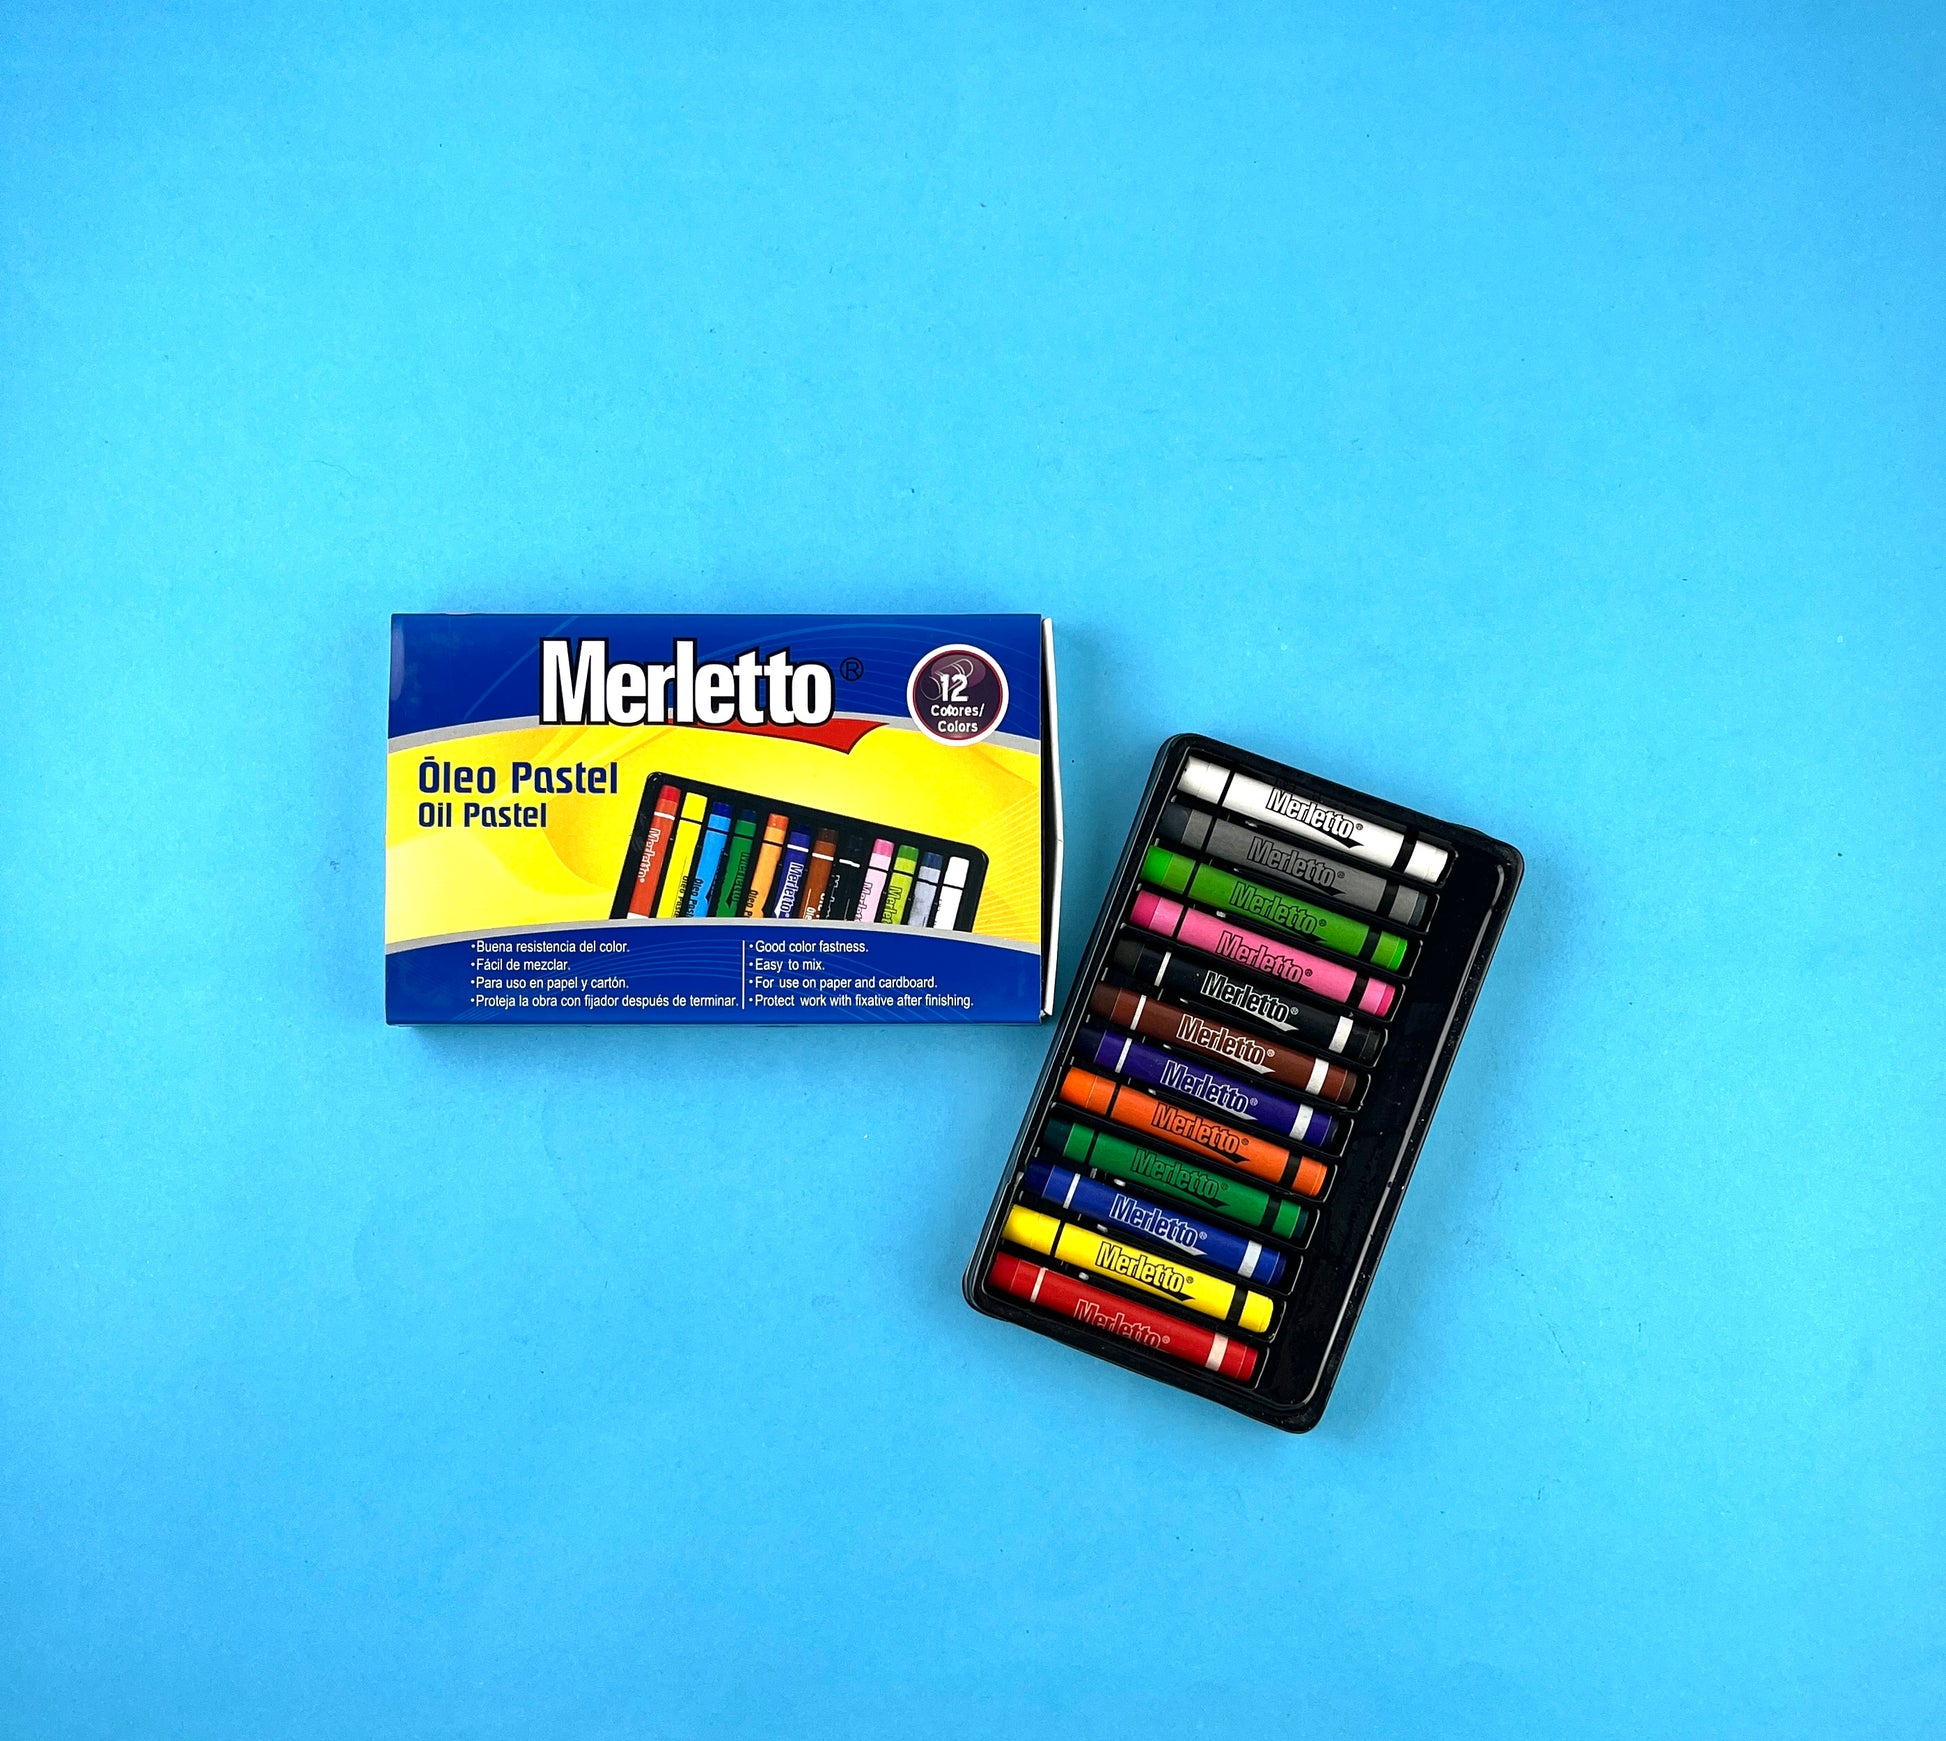 Merletto®
12
Colores/
Colors
Óleo Pastel
Oil Pastel
•Buena resistencia del color.
•Fácil de mezclar.
•Para uso en papel y cartón.
•Proteja la obra con fijador después de terminar.
•Good color fastness.
•Easy to mix.
•For use on paper and cardboard.
•Protect work with fixative after finishing.
Merletto®
Merletto®
Merletto®
Merletto®
Merletto®
Merletto®
Merletto®
Merletto®
Merletto®
Merletto®
Merletto®
Merletto®